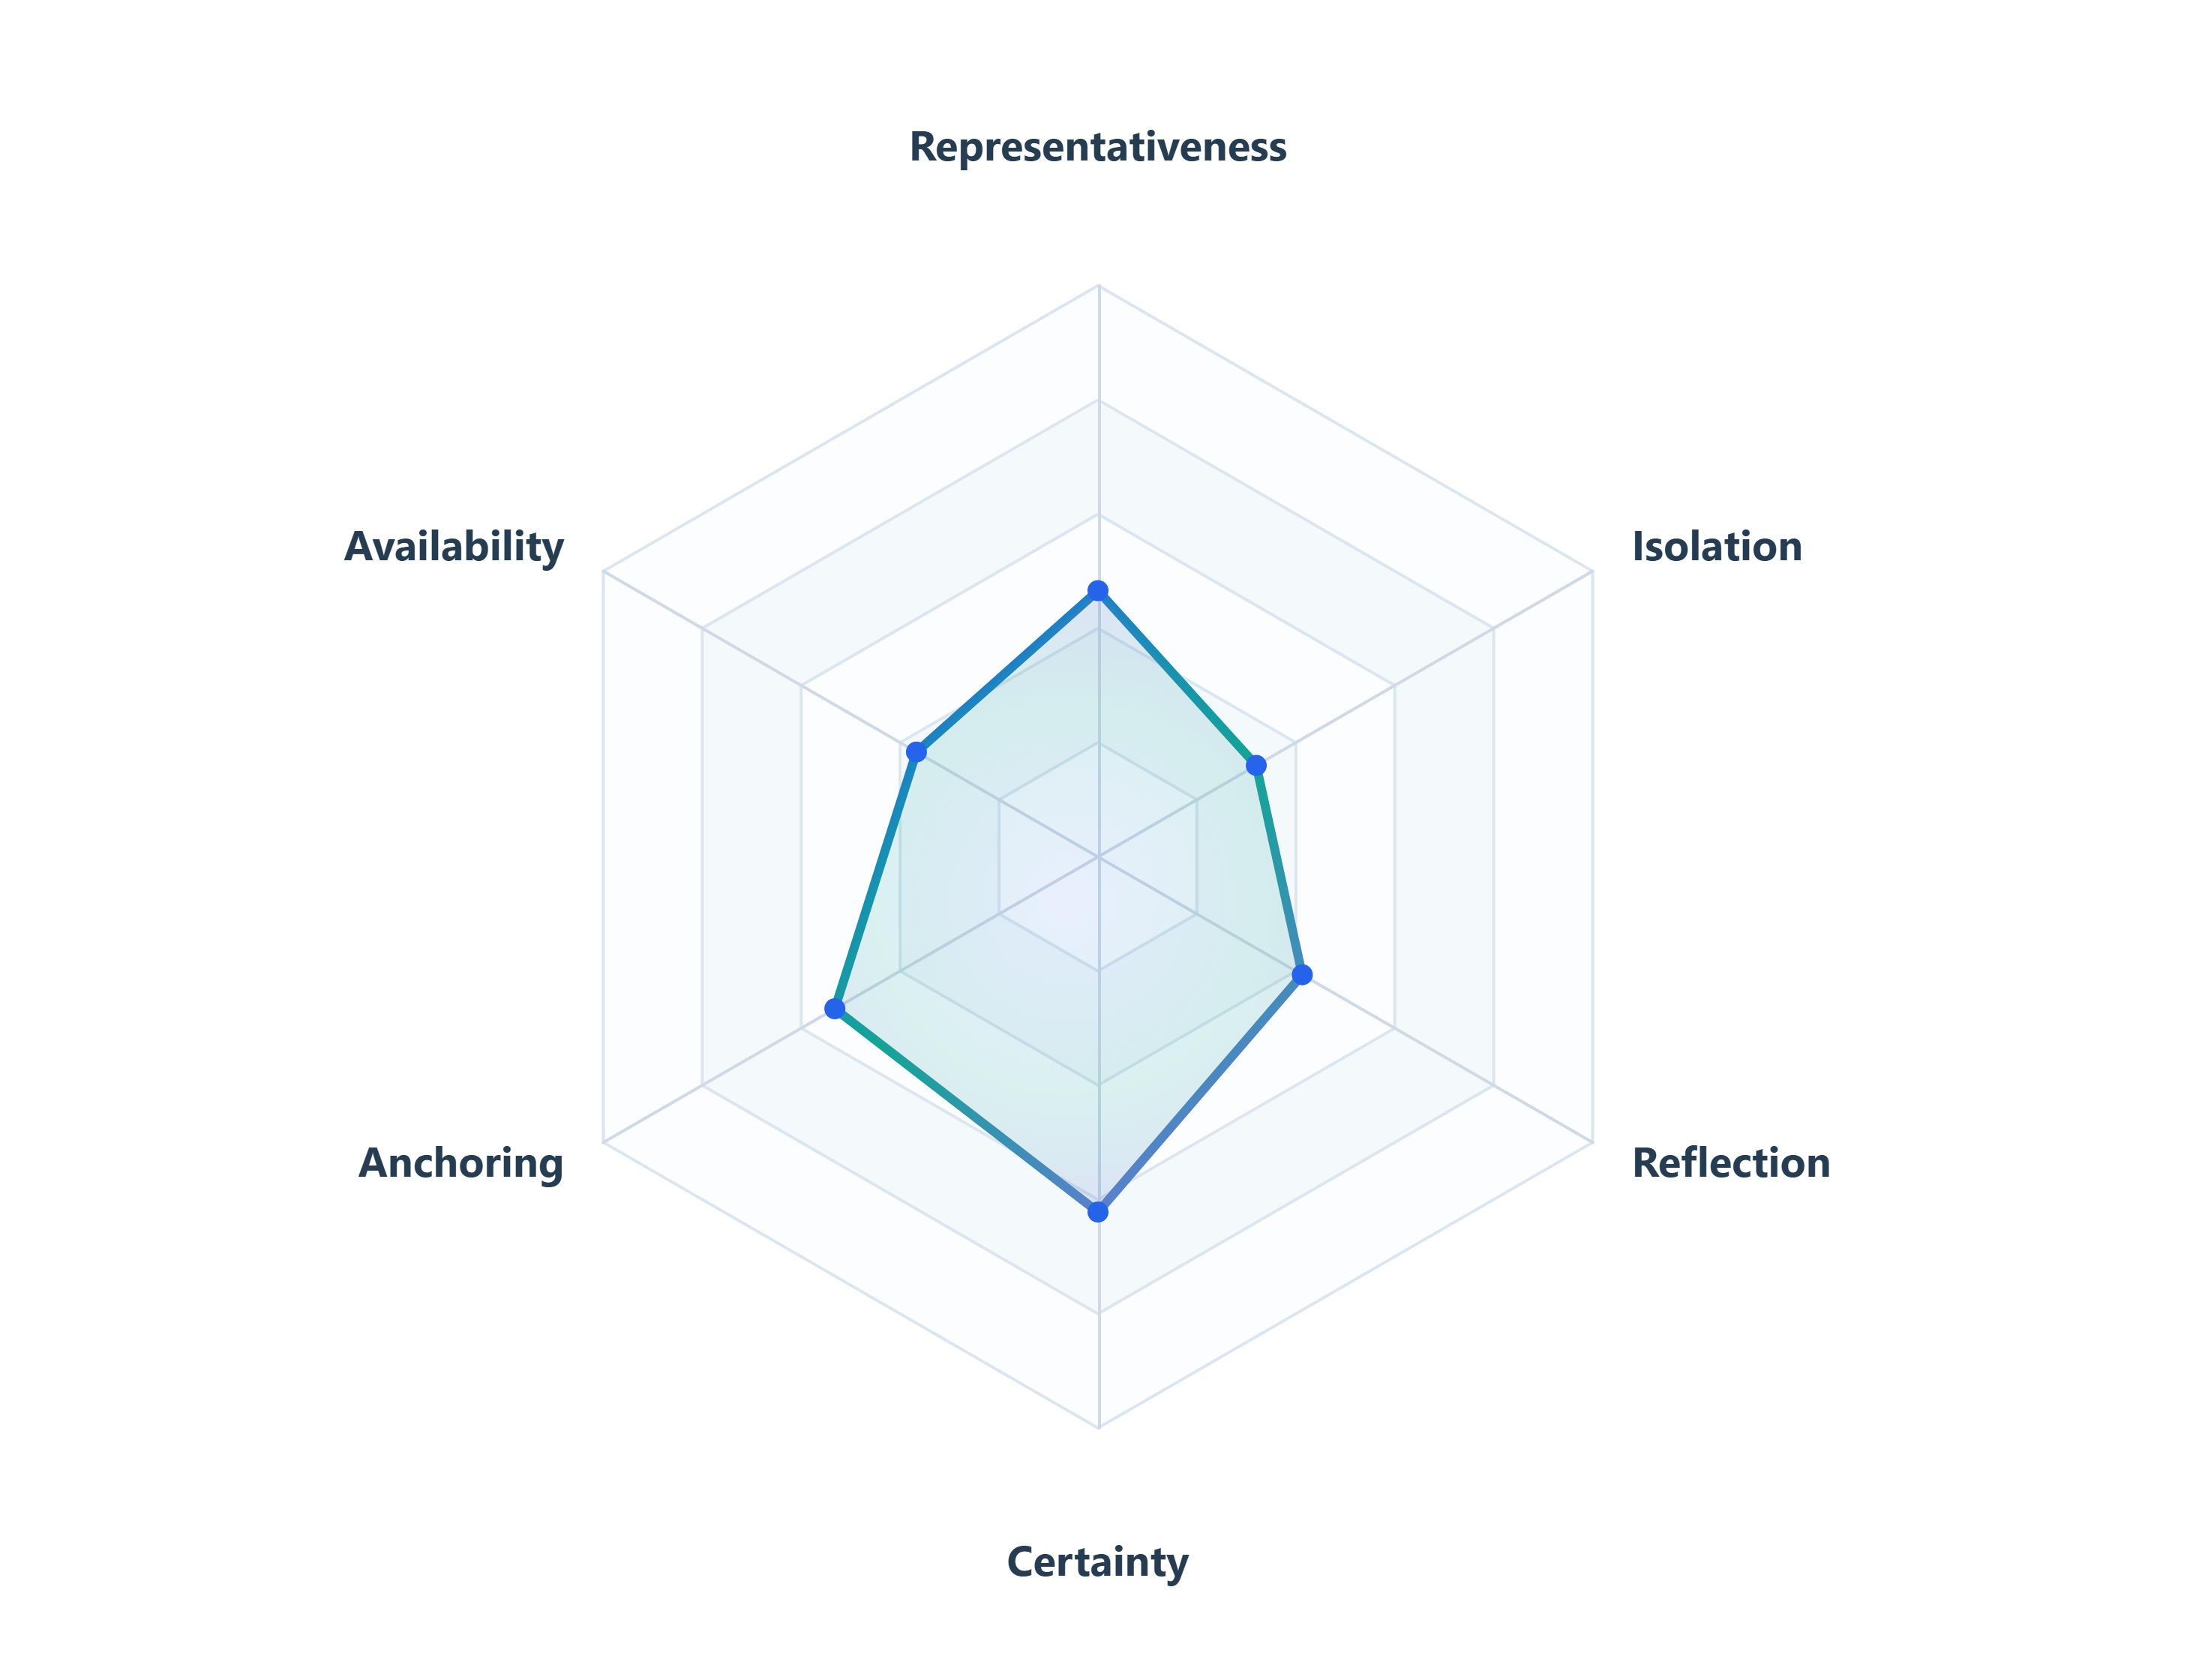 Representativeness
Availability
Isolation
Anchoring
Reflection
Certainty